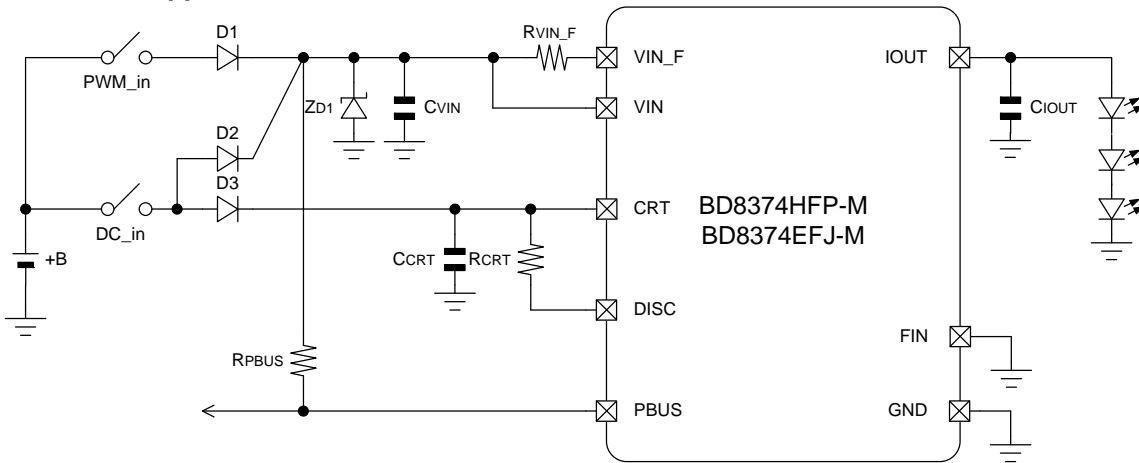 D1
PWM_in
D2
D3
DC_in
+B
ZD1
CVIN
RVIN_F
VIN_F
VIN
CRT
CCRT
RCRT
DISC
RPBUS
PBUS
BD8374HFP-M
BD8374EFJ-M
IOUT
CIOUT
FIN
GND